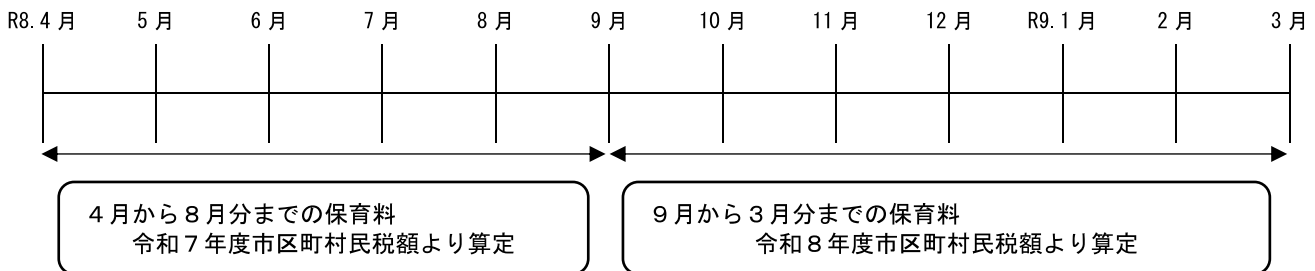 R8.4月 5月 6月 7月 8月 9月 10月 11月 12月 R9.1月 2月 3月
４月から８月分までの保育料
令和７年度市区町村民税額より算定
９月から３月分までの保育料
令和８年度市区町村民税額より算定